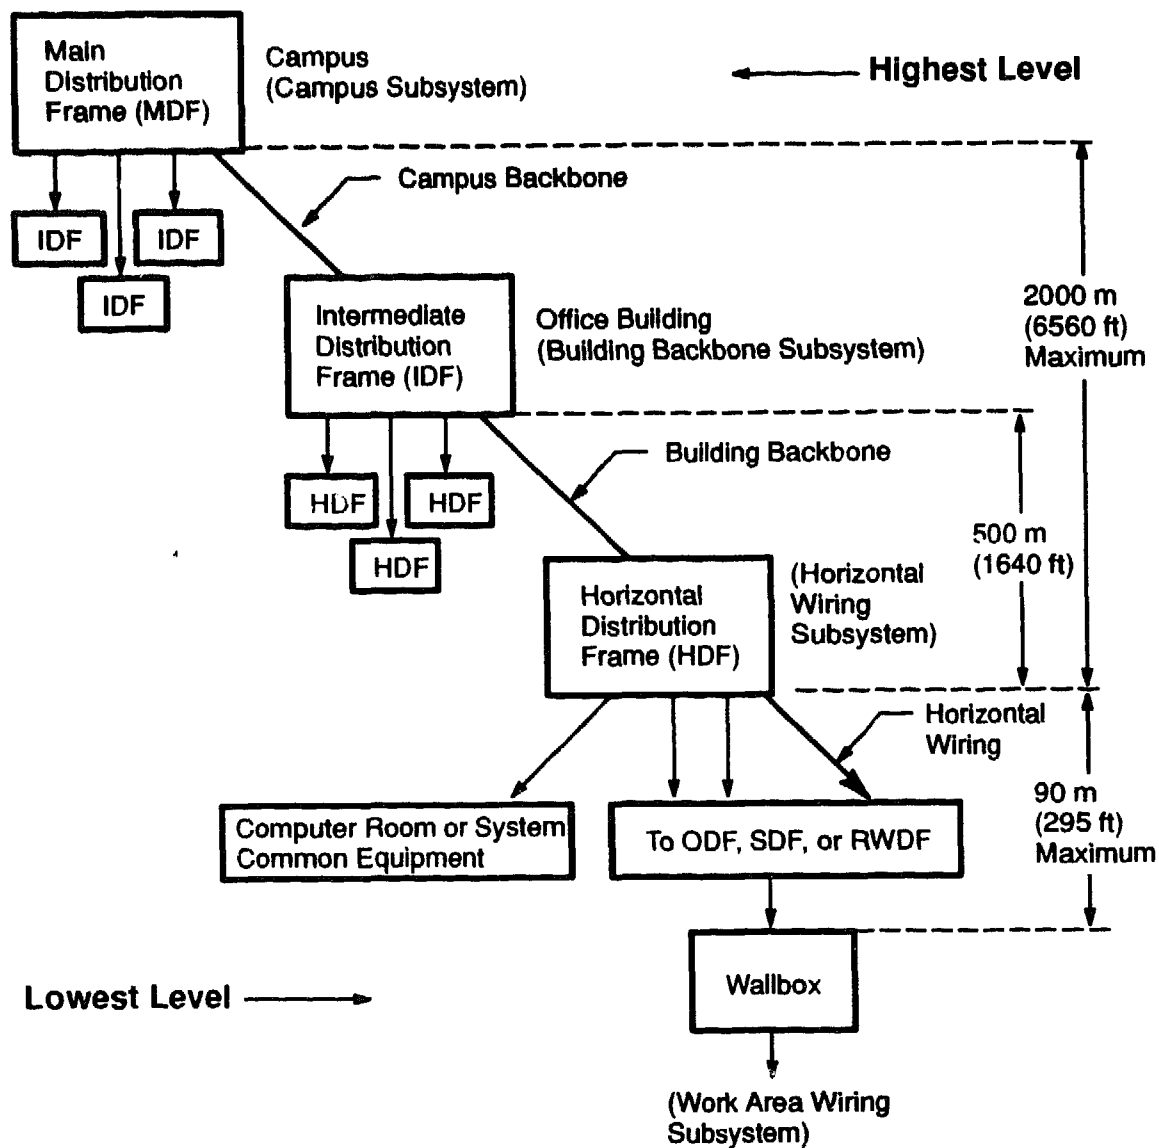 Main
Distribution
Frame (MDF)
Campus
(Campus Subsystem)
Highest Level
Campus Backbone
IDF
IDF
IDF
2000 m
(6560 ft)
Maximum
Intermediate
Distribution
Frame (IDF)
Office Building
(Building Backbone Subsystem)
Building Backbone
HDF
HDF
HDF
500 m
(1640 ft)
Horizontal
Distribution
Frame (HDF)
(Horizontal
Wiring
Subsystem)
Horizontal
Wiring
90 m
(295 ft)
Maximum
Computer Room or System
Common Equipment
To ODF, SDF, or RWDF
Wallbox
Lowest Level
(Work Area Wiring
Subsystem)